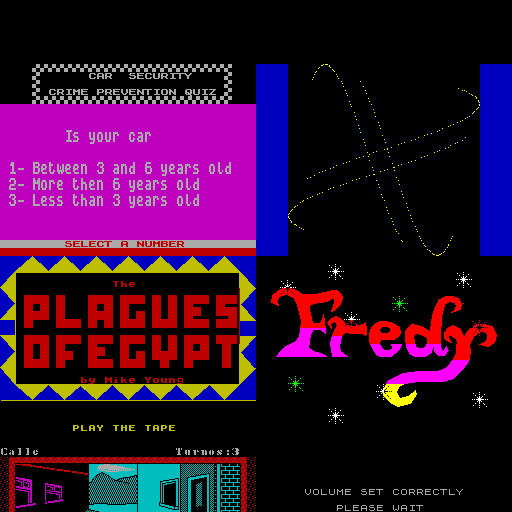 CAR SECURITY
CRIME PREVENTION QUIZ
Is your car
1- Between 3 and 6 years old
2- More then 6 years old
3- Less than 3 years old
SELECT A NUMBER
The
PLAGUES
OFEGYPT
by Mike Young
PLAY THE TAPE
Calle
Turnos:3
Fredy
VOLUME SET CORRECTLY
PLEASE WAIT